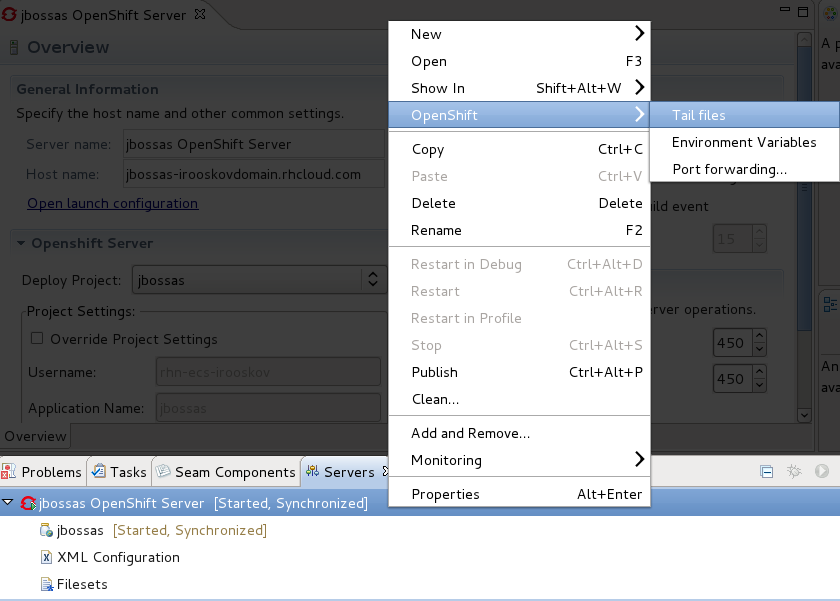 jbossas OpenShift Server
Overview
General Information
Specify the host name and other common settings.
Server name: jbossas OpenShift Server
Host name: jbossas-irooskovdomain.rhcloud.com
Open launch configuration
Openshift Server
Deploy Project: jbossas
Project Settings:
Override Project Settings
Username: rhn-ecs-irooskov
Application Name: jbossas
Overview
New
Open F3
Show In Shift+Alt+W
OpenShift
Copy Ctrl+C
Paste Ctrl+V
Delete Delete
Rename F2
Restart in Debug Ctrl+Alt+D
Restart Ctrl+Alt+R
Restart in Profile
Stop Ctrl+Alt+S
Publish Ctrl+Alt+P
Clean...
Add and Remove...
Monitoring
Properties Alt+Enter
Tail files
Environment Variables
Port forwarding...
event
15
operations.
450
450
A
ava
An
ava
Problems Tasks Seam Components Servers
jbossas OpenShift Server [Started, Synchronized]
jbossas [Started, Synchronized]
XML Configuration
Filesets